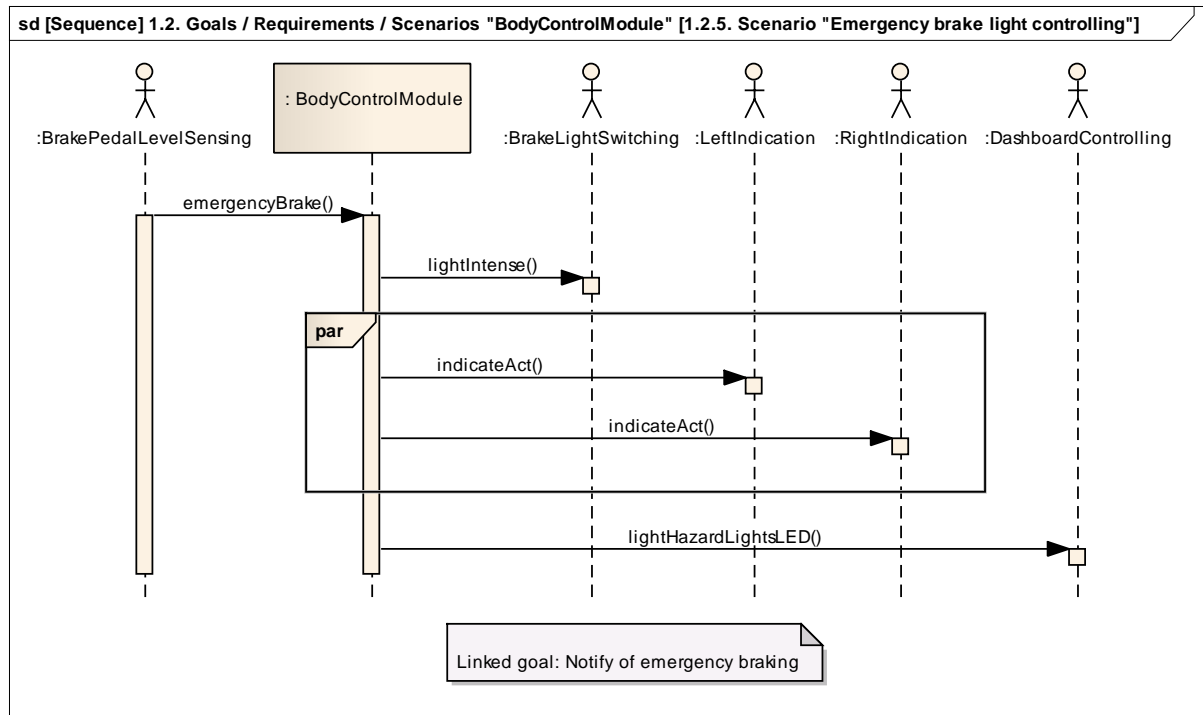 sd [Sequence] 1.2. Goals / Requirements / Scenarios "BodyControlModule" [1.2.5. Scenario "Emergency brake light controlling"]
: BodyControlModule
:BrakePedalLevelSensing
:BrakeLightSwitching
:LeftIndication
:RightIndication
:DashboardControlling
emergencyBrake()
lightIntense()
par
indicateAct()
indicateAct()
lightHazardLightsLED()
Linked goal: Notify of emergency braking